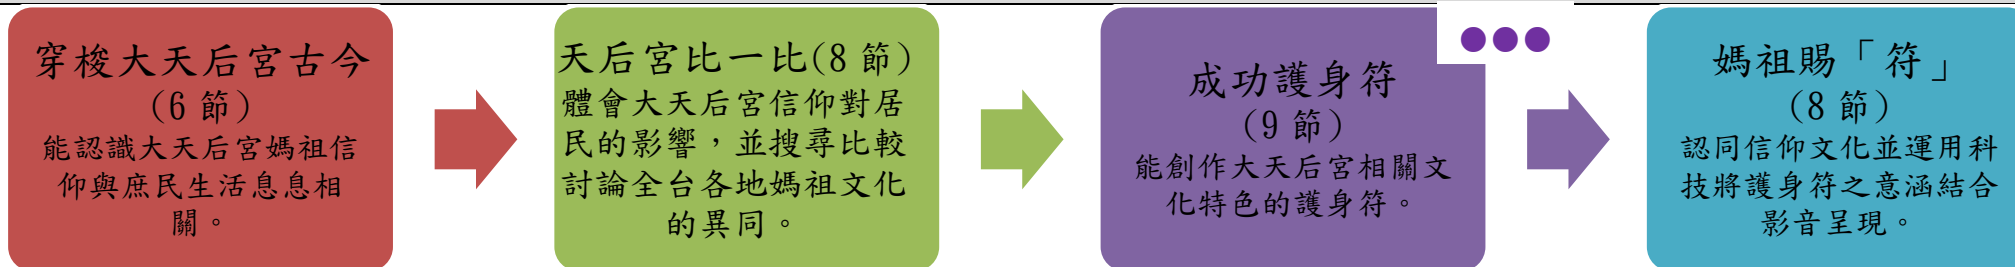 穿梭大天后宮古今
(6 節)
能認識大天后宮媽祖信
仰與庶民生活息息相
關。
天后宮比一比(8 節)
體會大天后宮信仰對居
民的影響，並搜尋比較
討論全台各地媽祖文化
的異同。
成功護身符
(9 節)
能創作大天后宮相關文
化特色的護身符。
媽祖賜「符」
(8 節)
認同信仰文化並運用科
技將護身符之意涵結合
影音呈現。